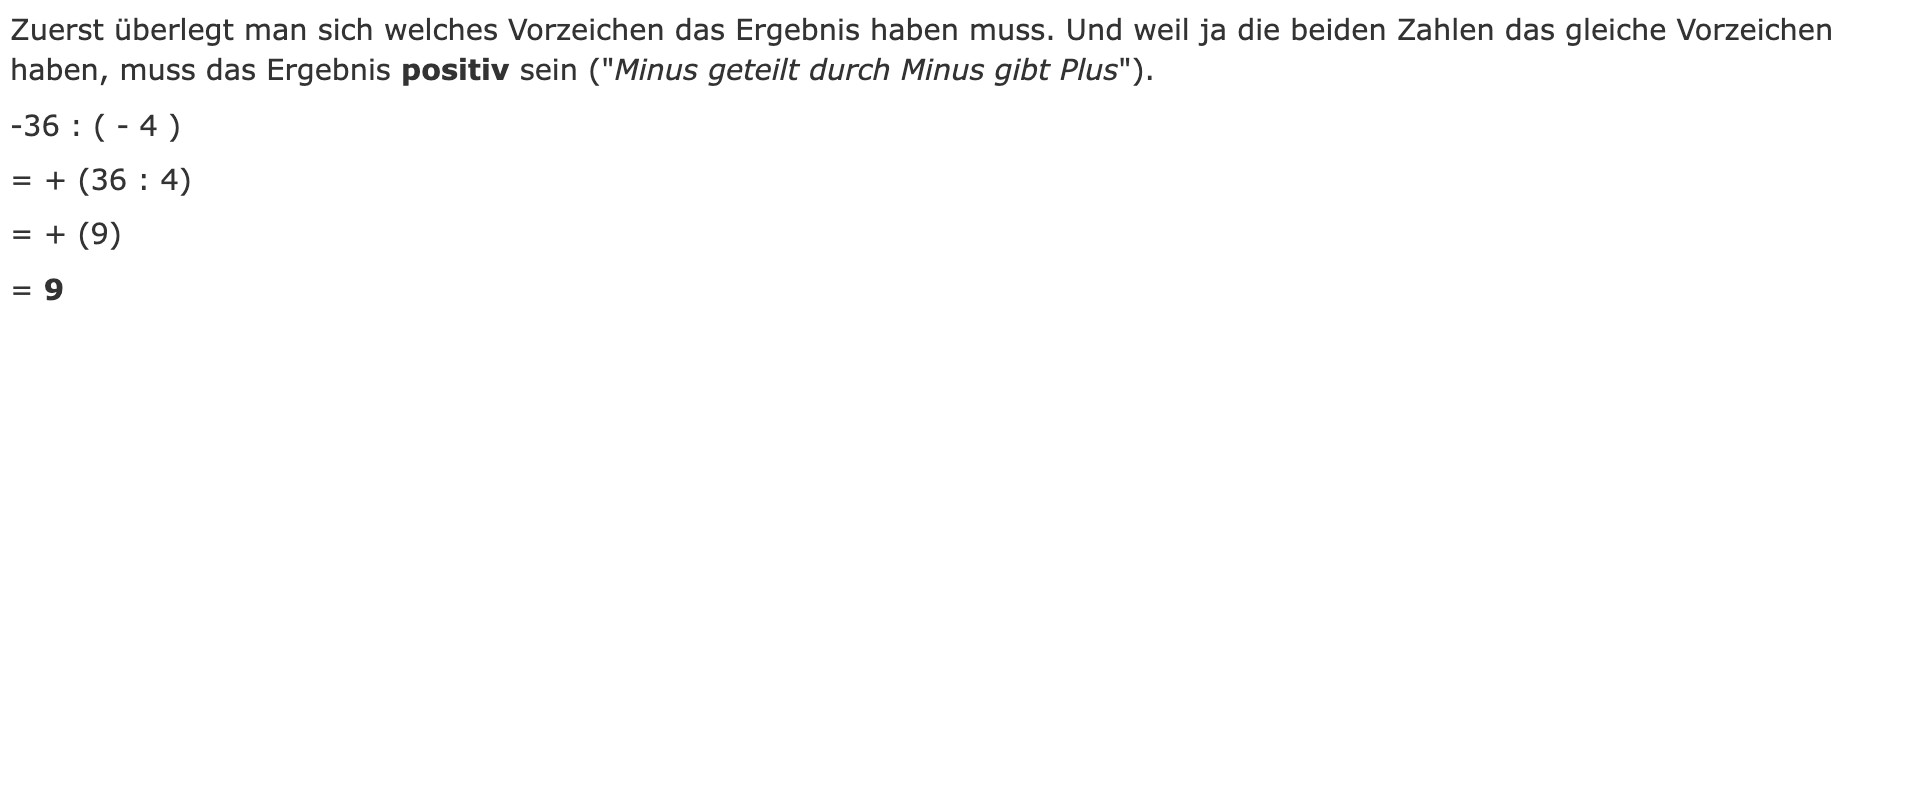 Zuerst überlegt man sich welches Vorzeichen das Ergebnis haben muss. Und weil ja die beiden Zahlen das gleiche Vorzeichen
haben, muss das Ergebnis positiv sein ("Minus geteilt durch Minus gibt Plus").
-36 : ( - 4 )
= + (36 : 4)
= + (9)
= 9